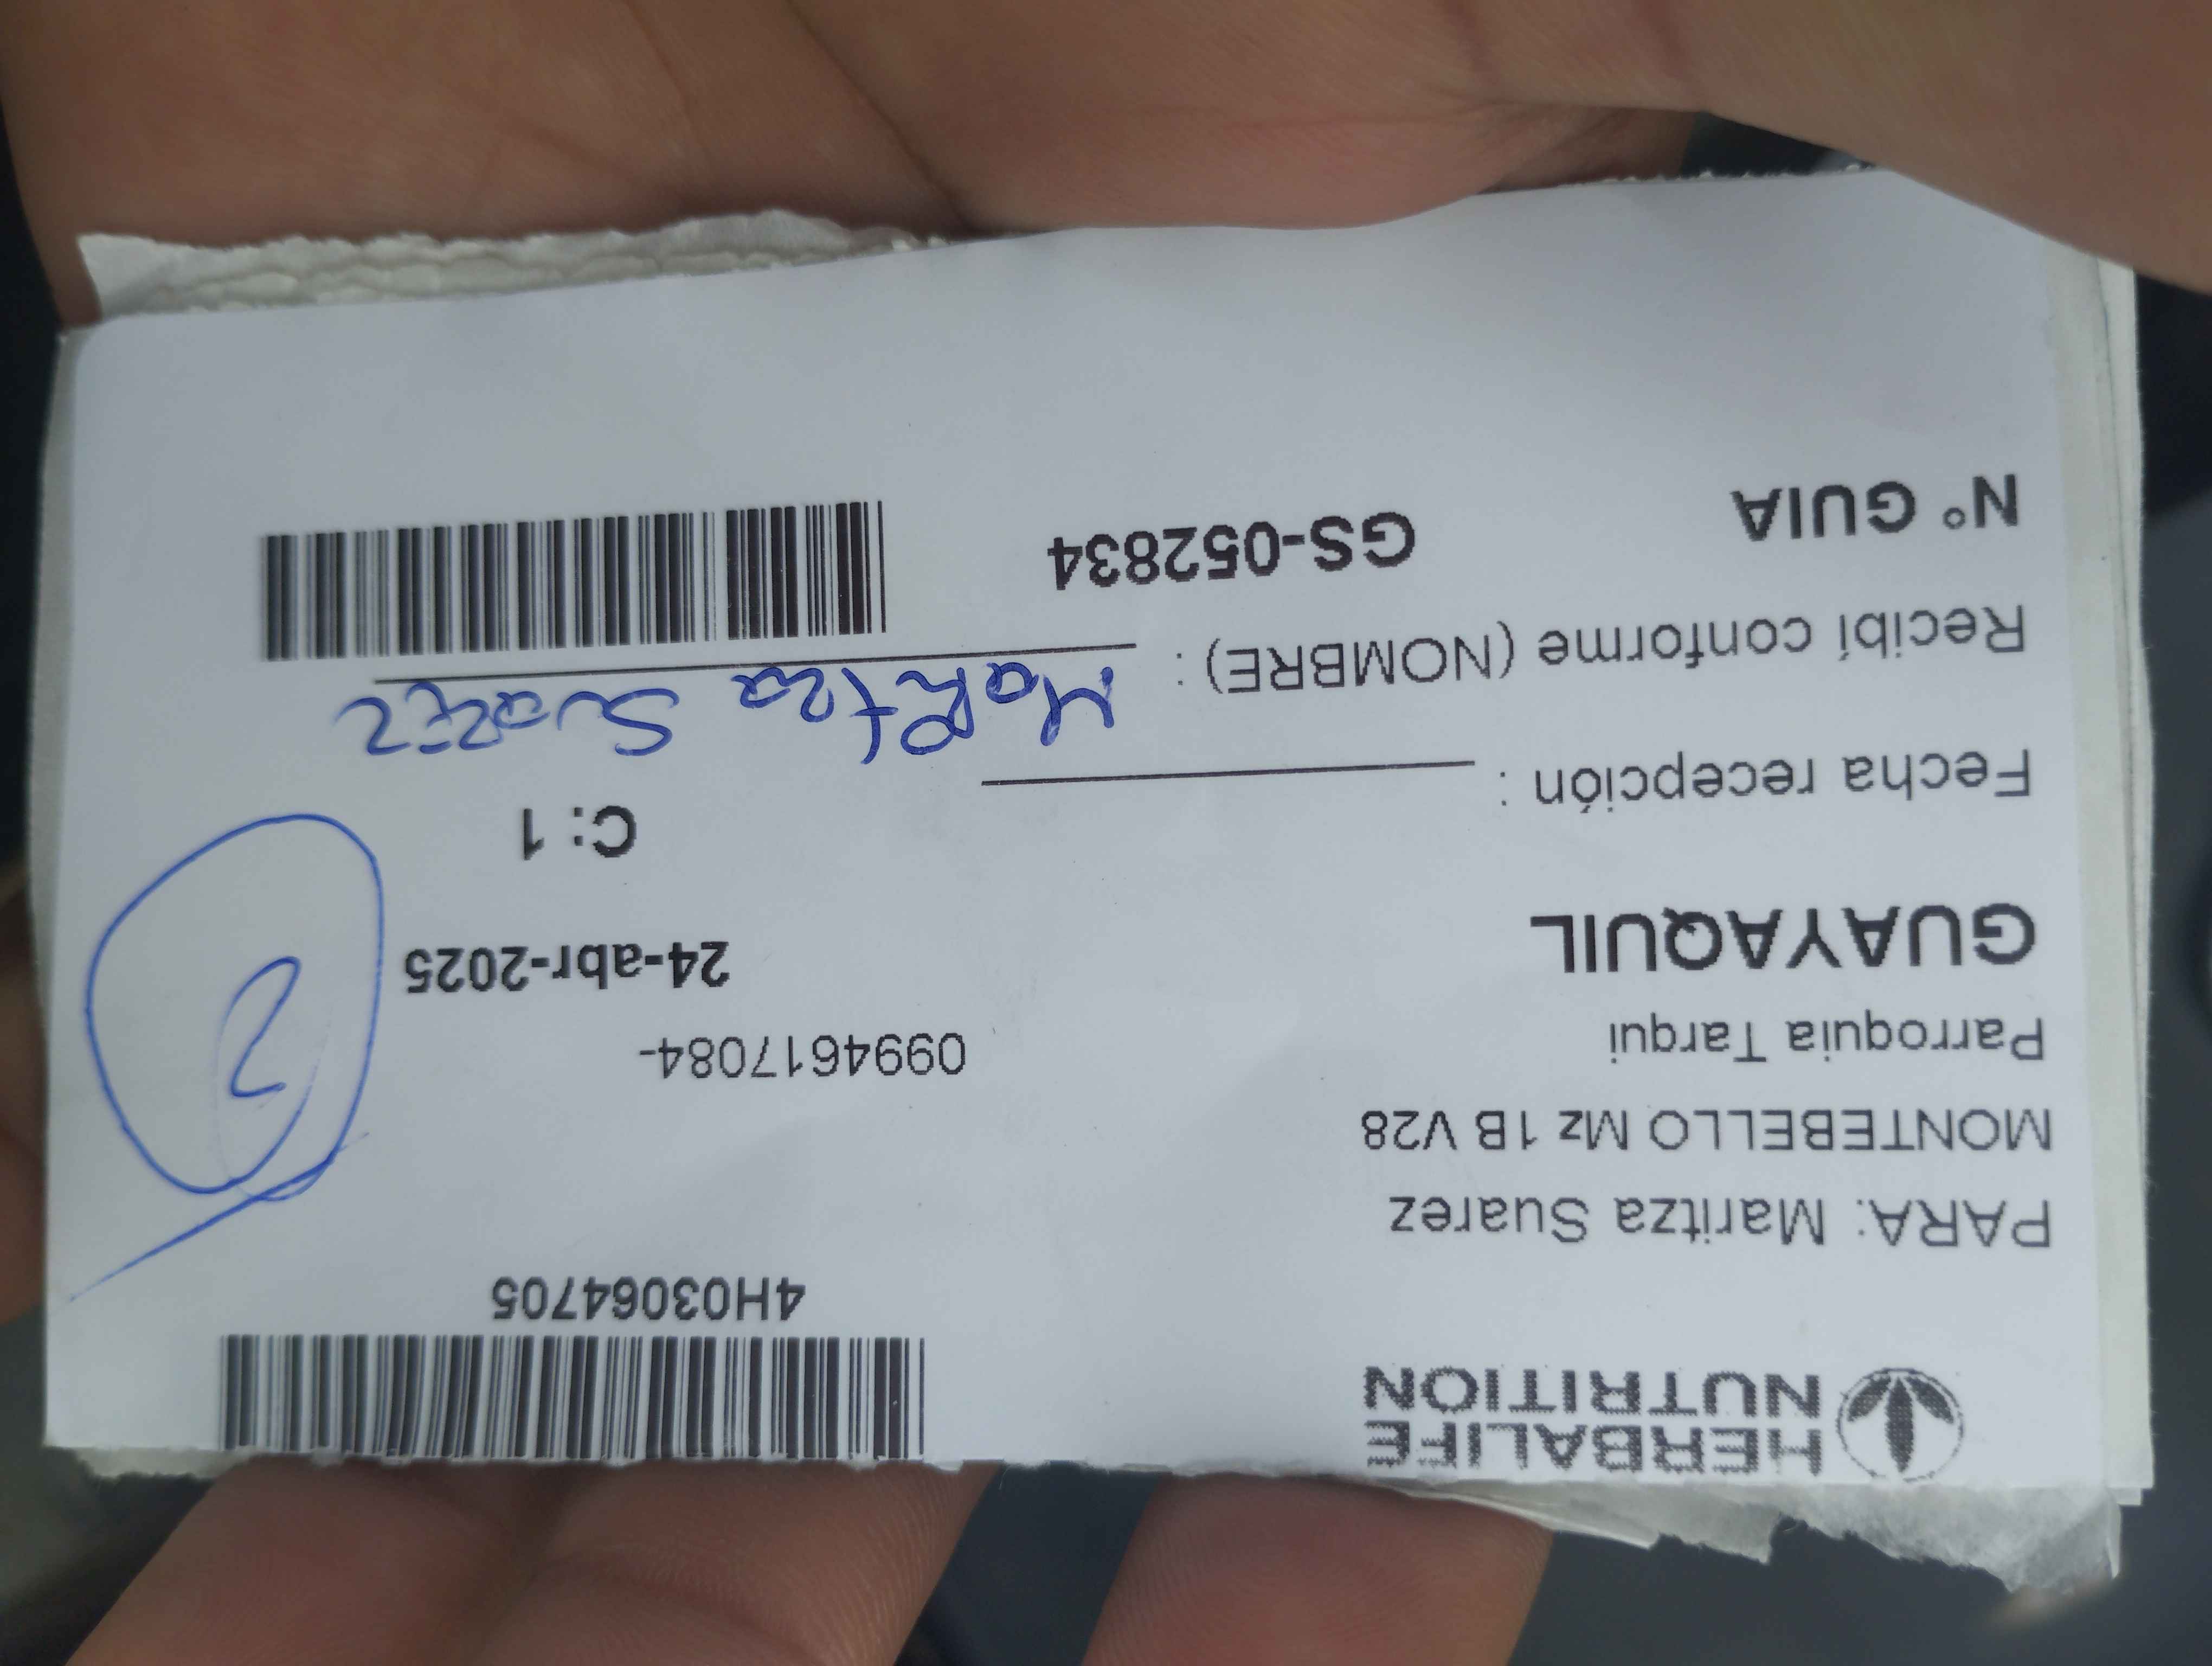 HERBALIFE
NUTRITION
4H03064705
PARA: Maritza Suarez
MONTEBELLO Mz 1B V28
Parroquia Tarqui
0994617084-
GUAYAQUIL
24-abr-2025
2
C: 1
Fecha recepción :
Recibí conforme (NOMBRE) : Maritza Suarez
N° GUIA GS-052834